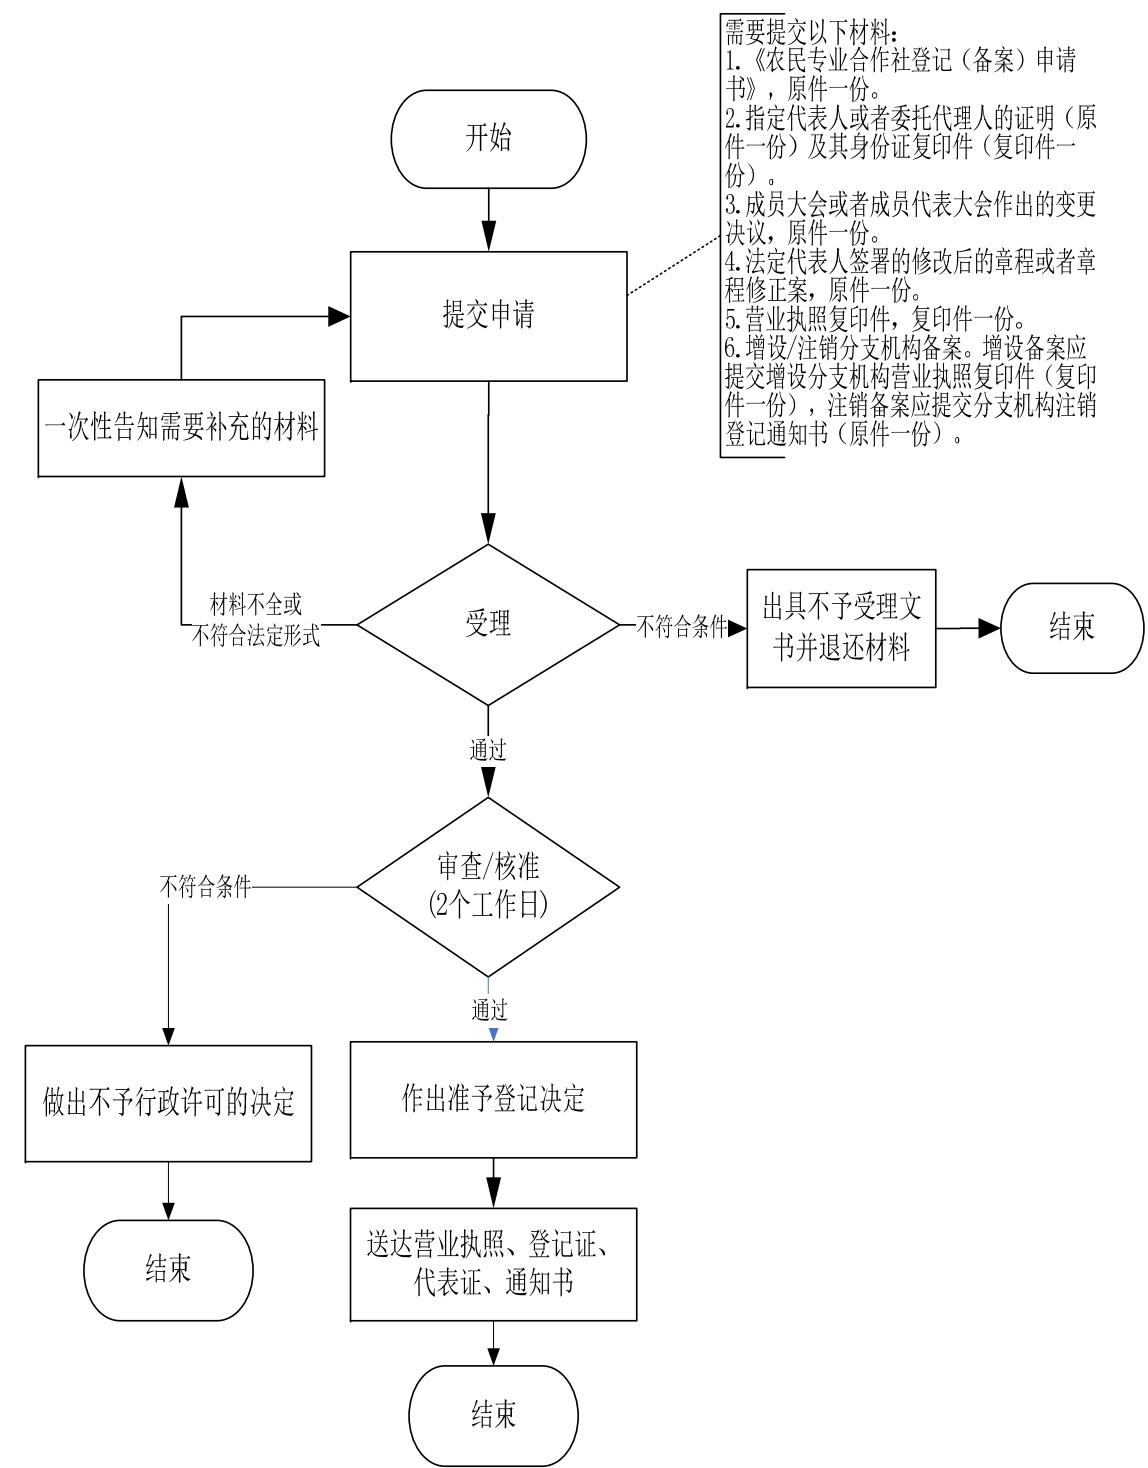 需要提交以下材料：
1.《农民专业合作社登记（备案）申请
书》，原件一份。
2.指定代表人或者委托代理人的证明（原
件一份）及其身份证复印件（复印件一
份）。
3.成员大会或者成员代表大会作出的变更
决议，原件一份。
4.法定代表人签署的修改后的章程或者章
程修正案，原件一份。
5.营业执照复印件，复印件一份。
6.增设/注销分支机构备案。增设备案应
提交增设分支机构营业执照复印件（复印
件一份），注销备案应提交分支机构注销
登记通知书（原件一份）。
开始
提交申请
一次性告知需要补充的材料
材料不全或
不符合法定形式
受理
不符合条件
出具不予受理文
书并退还材料
结束
通过
审查/核准
(2个工作日)
不符合条件
通过
做出不予行政许可的决定
作出准予登记决定
送达营业执照、登记证、
代表证、通知书
结束
结束